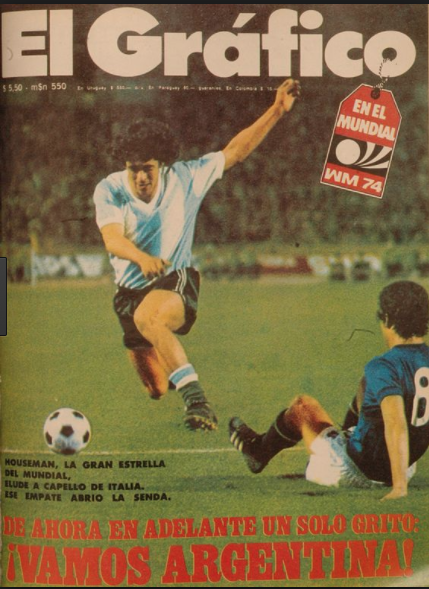 El Gráfico
$ 5,50 - m$n 550
EN EL
MUNDIAL
WM 74
8
HOUSEMAN, LA GRAN ESTRELLA
DEL MUNDIAL,
ELUDE A CAPELLO DE ITALIA.
ESE EMPATE ABRIO LA SENDA.
DE AHORA EN ADELANTE UN SOLO GRITO:
¡VAMOS ARGENTINA!